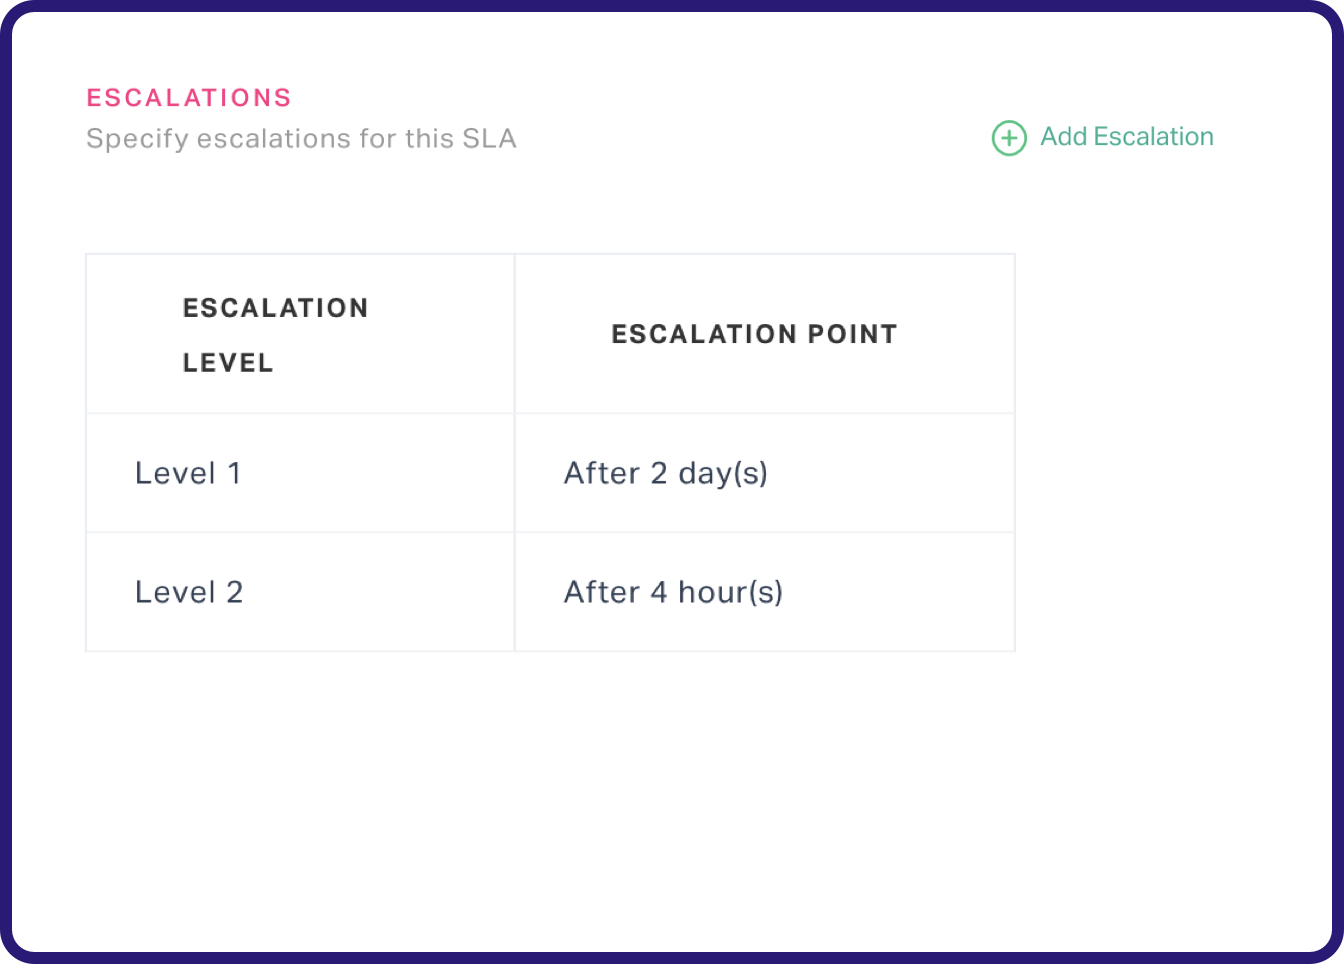 ESCALATIONS
Specify escalations for this SLA
Add Escalation
ESCALATION
LEVEL
ESCALATION POINT
Level 1
After 2 day(s)
Level 2
After 4 hour(s)